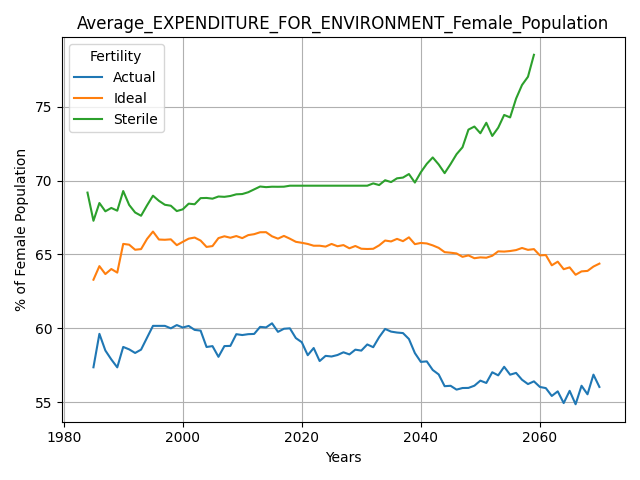 Average_EXPENDITURE_FOR_ENVIRONMENT_Female_Population
Fertility
Actual
Ideal
Sterile
% of Female Population
75
70
65
60
55
1980
2000
2020
2040
2060
Years